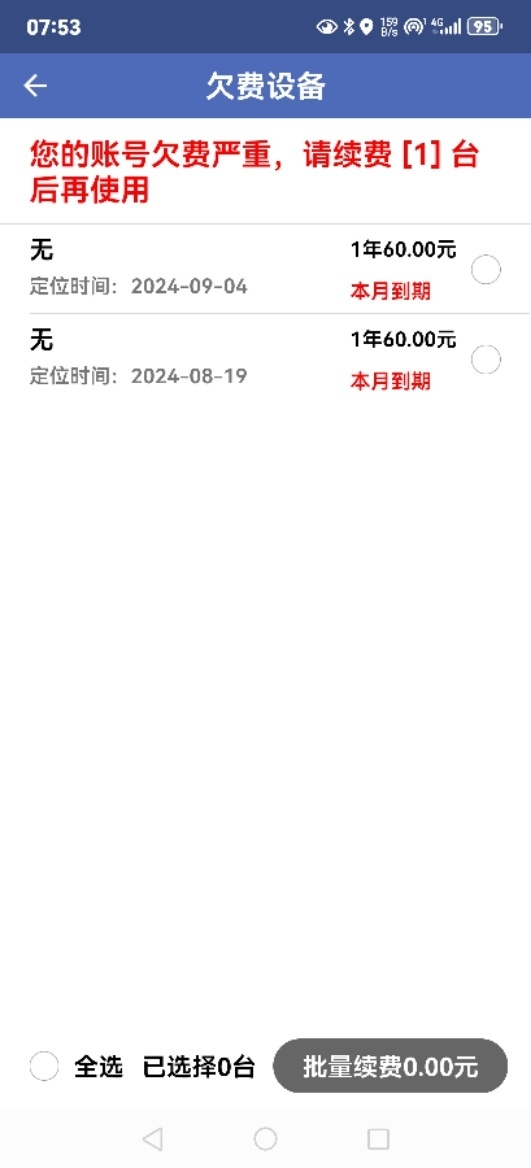 07:53
159 B/s 4G 95
欠费设备
您的账号欠费严重，请续费 [1] 台
后再使用
无
1年60.00元
定位时间：2024-09-04
本月到期
无
1年60.00元
定位时间：2024-08-19
本月到期
全选 已选择0台 批量续费0.00元